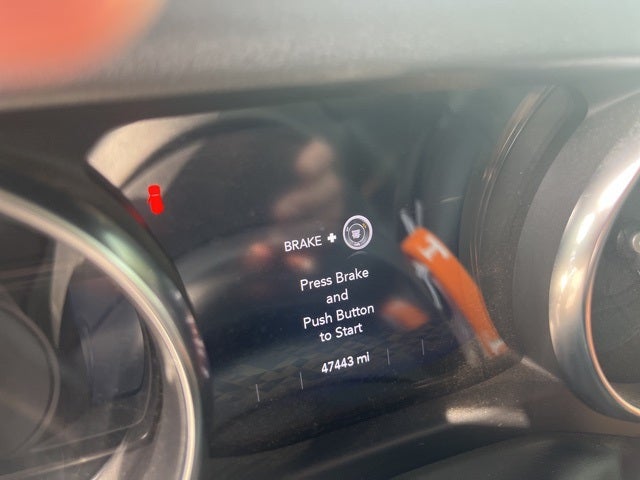 BRAKE +
Press Brake
and
Push Button
to Start
47443 mi
H